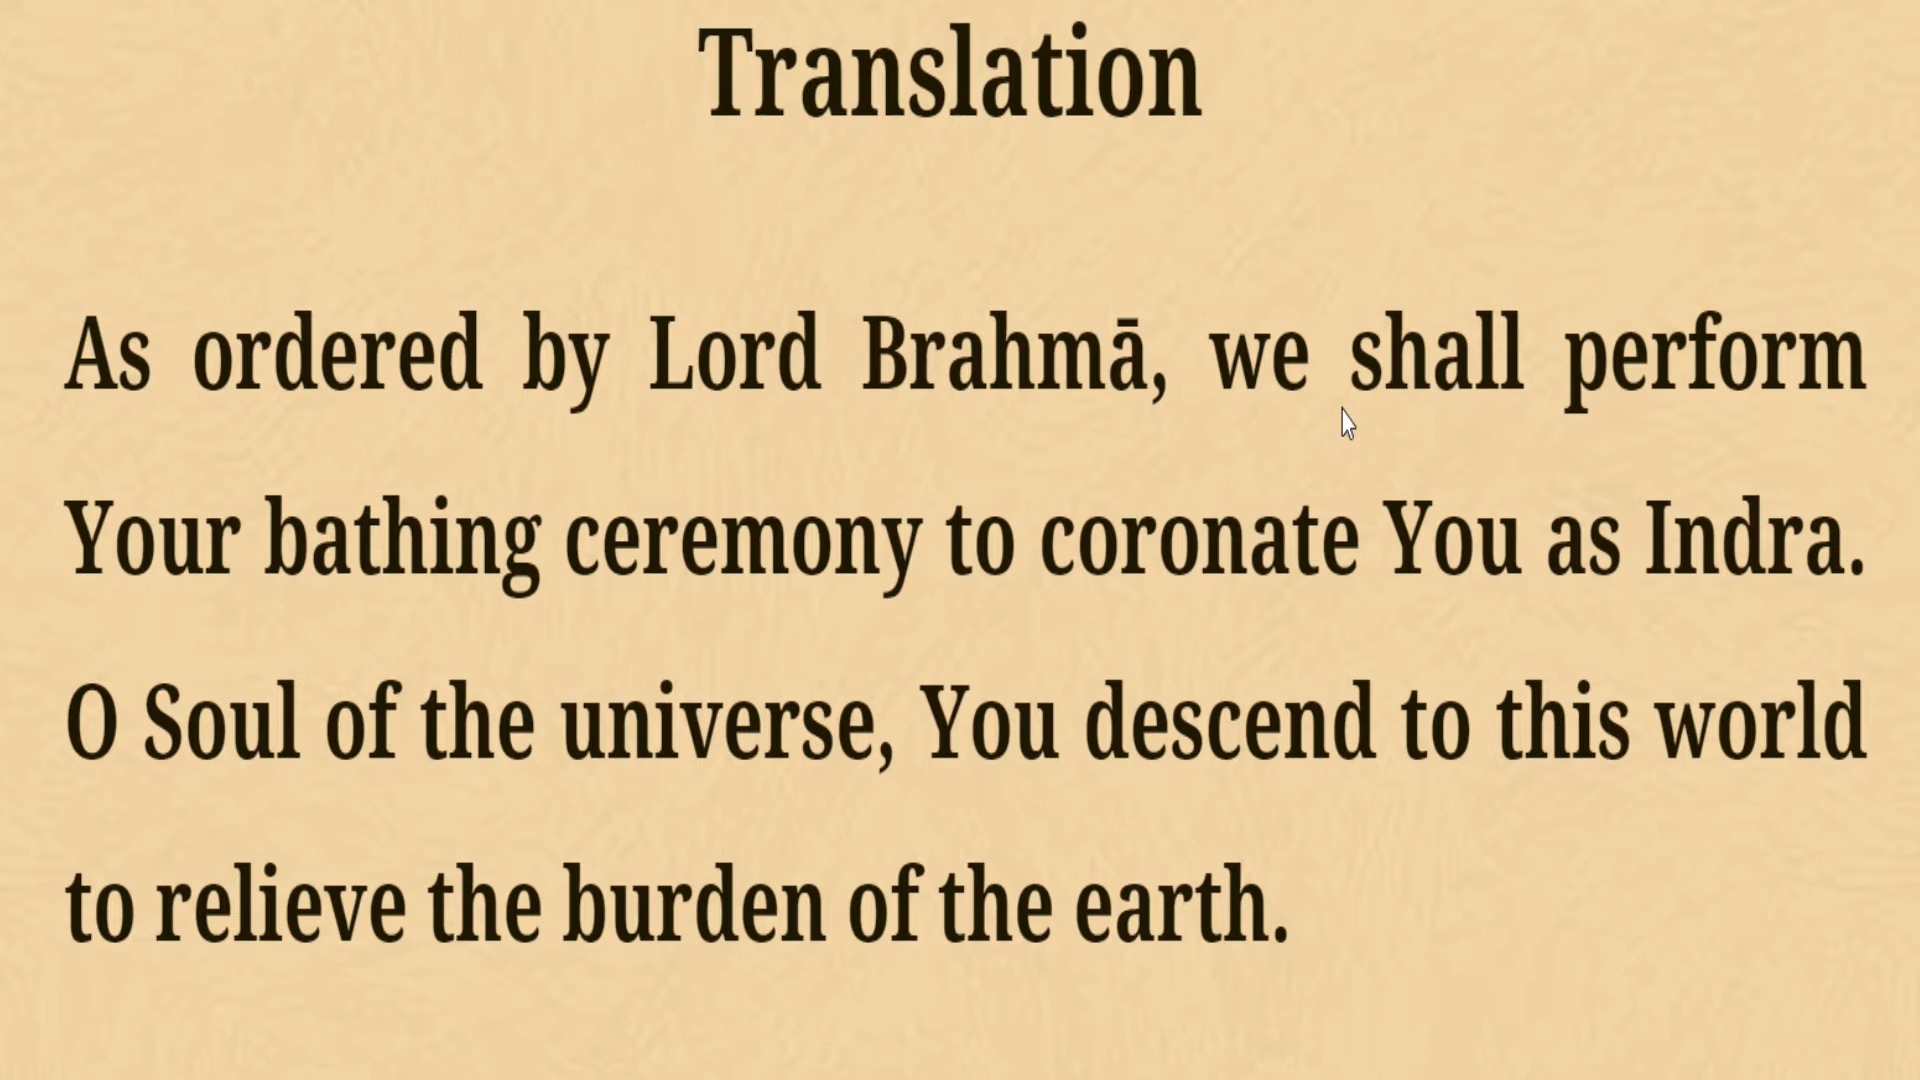 Translation
As ordered by Lord Brahmā, we shall perform
Your bathing ceremony to coronate You as Indra.
O Soul of the universe, You descend to this world
to relieve the burden of the earth.